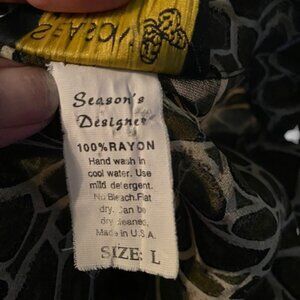 Season's
Designer
100% RAYON
Hand wash in
cool water. Use
mild detergent.
No Bleach. Flat
dry. Can be
dry cleaned.
Made in U.S.A.
SIZE: L